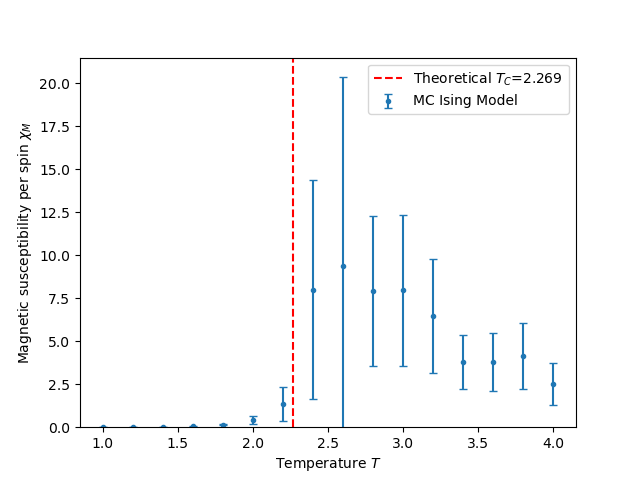 Theoretical $T_C$=2.269
MC Ising Model
Magnetic susceptibility per spin $\chi_M$
20.0
17.5
15.0
12.5
10.0
7.5
5.0
2.5
0.0
1.0 1.5 2.0 2.5 3.0 3.5 4.0
Temperature $T$